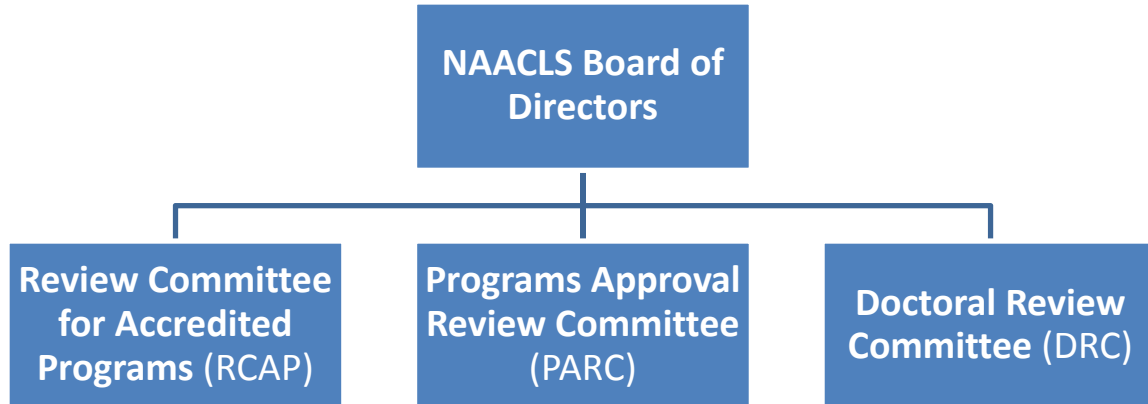 NAACLS Board of
Directors
Review Committee
for Accredited
Programs (RCAP)
Programs Approval
Review Committee
(PARC)
Doctoral Review
Committee (DRC)